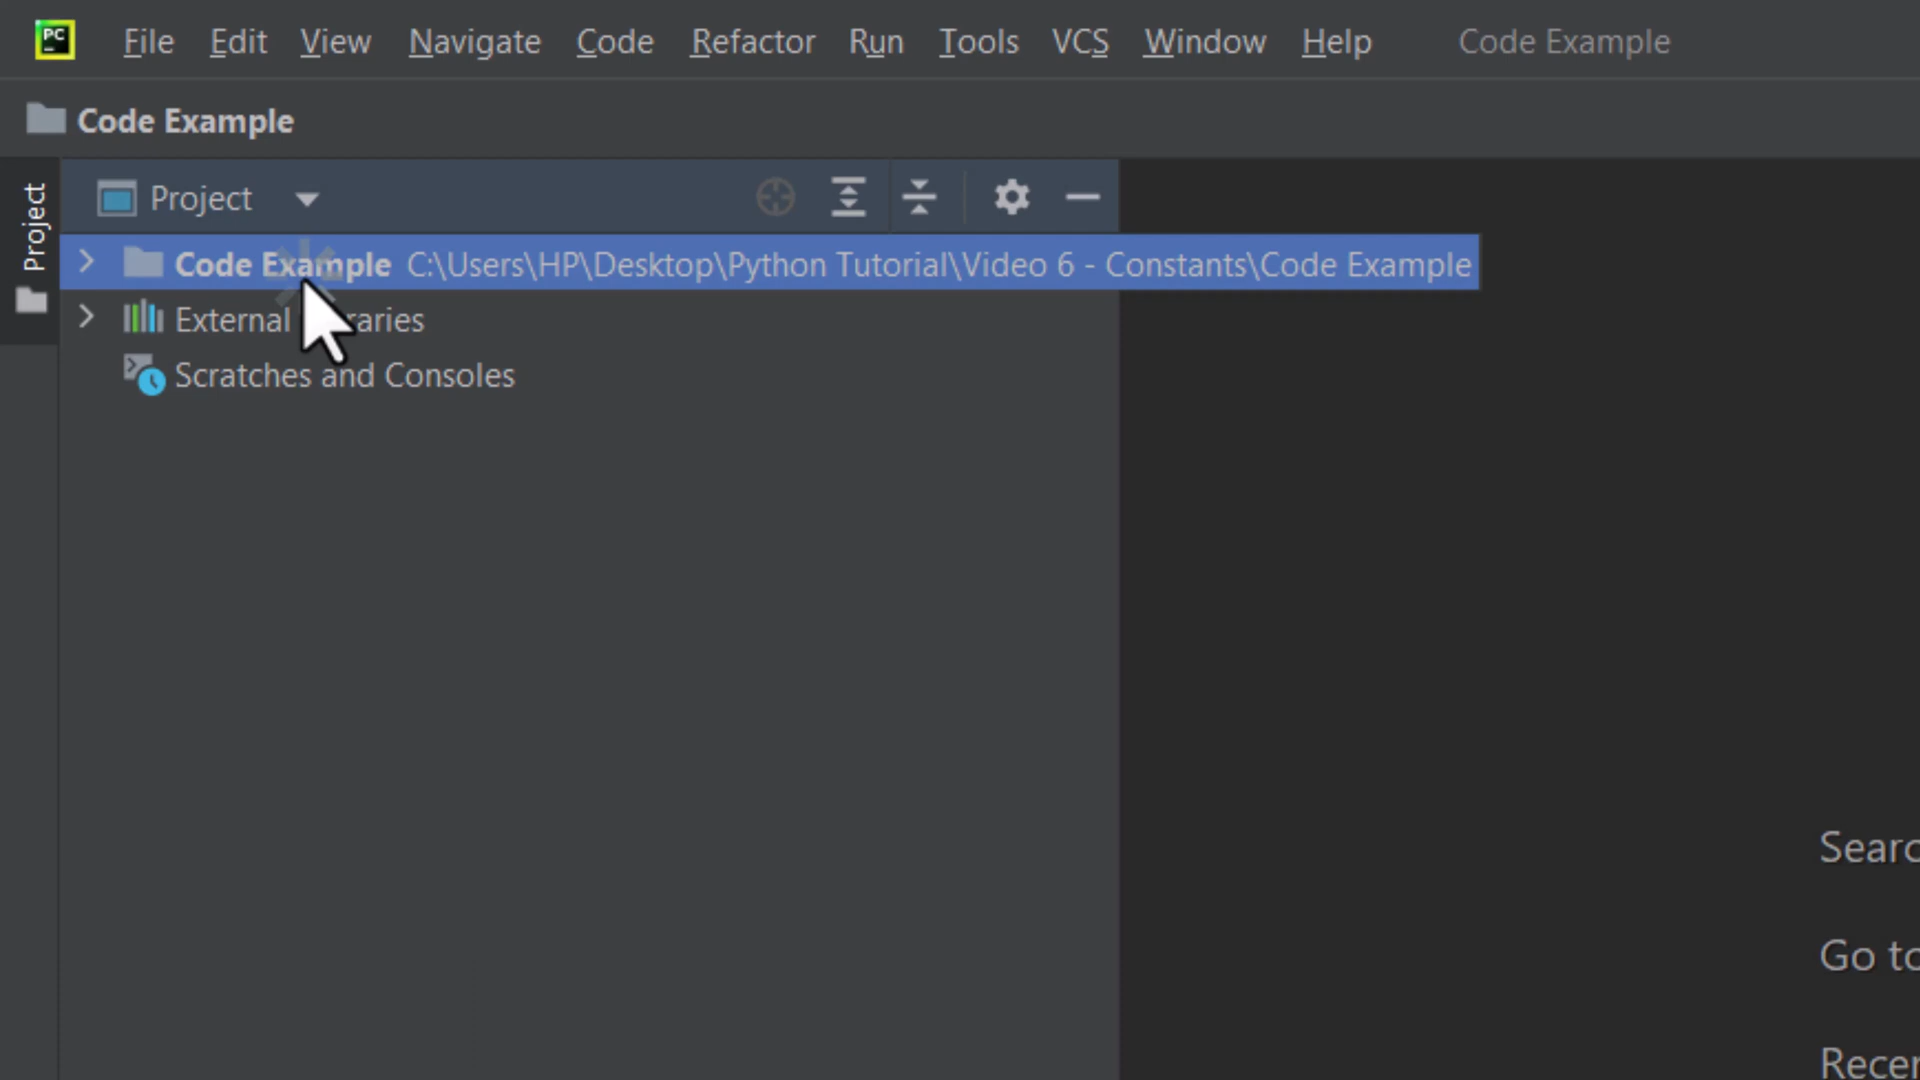 PC
File Edit View Navigate Code Refactor Run Tools VCS Window Help Code Example
Code Example
Project
Project
Code Example C:\Users\HP\Desktop\Python Tutorial\Video 6 - Constants\Code Example
External
Scratches and Consoles
Go